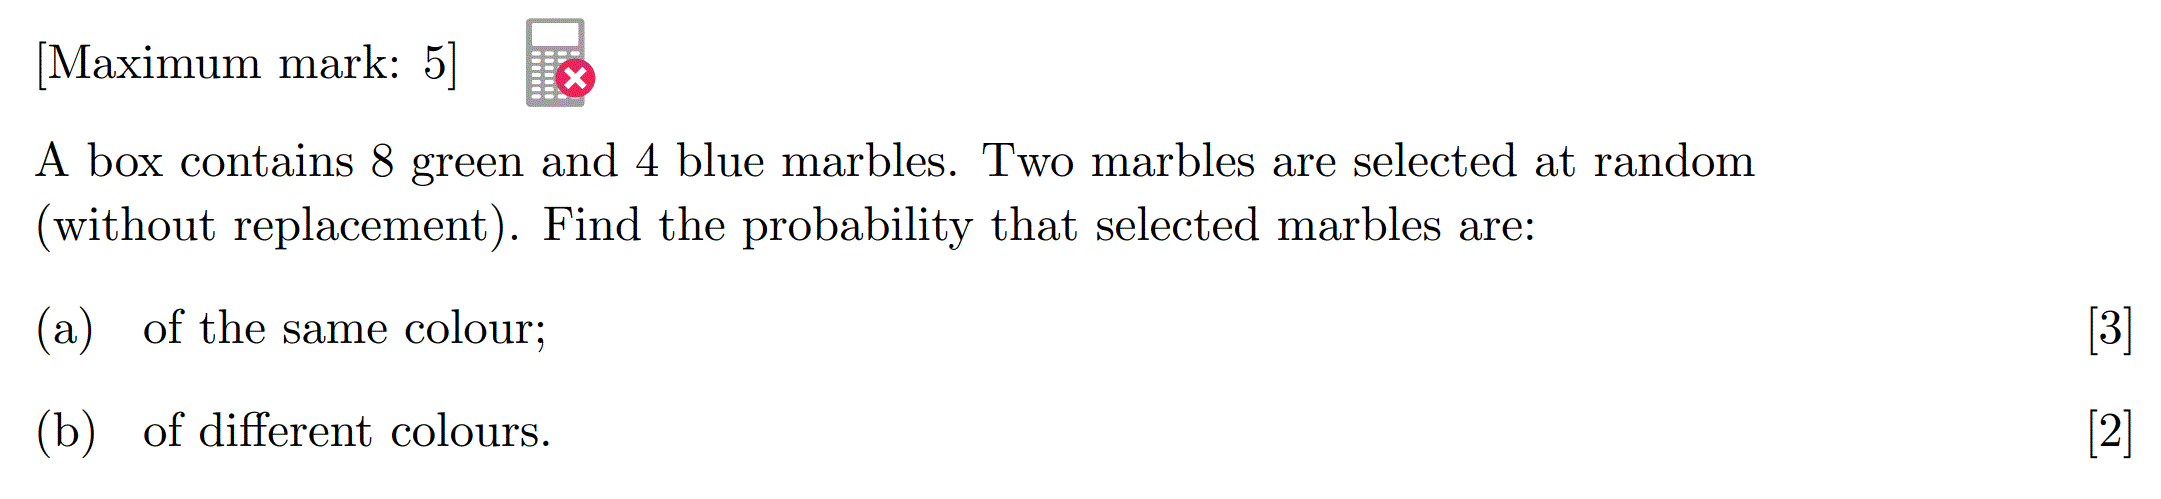 [Maximum mark: 5]
A box contains 8 green and 4 blue marbles. Two marbles are selected at random
(without replacement). Find the probability that selected marbles are:
(a) of the same colour; [3]
(b) of different colours. [2]